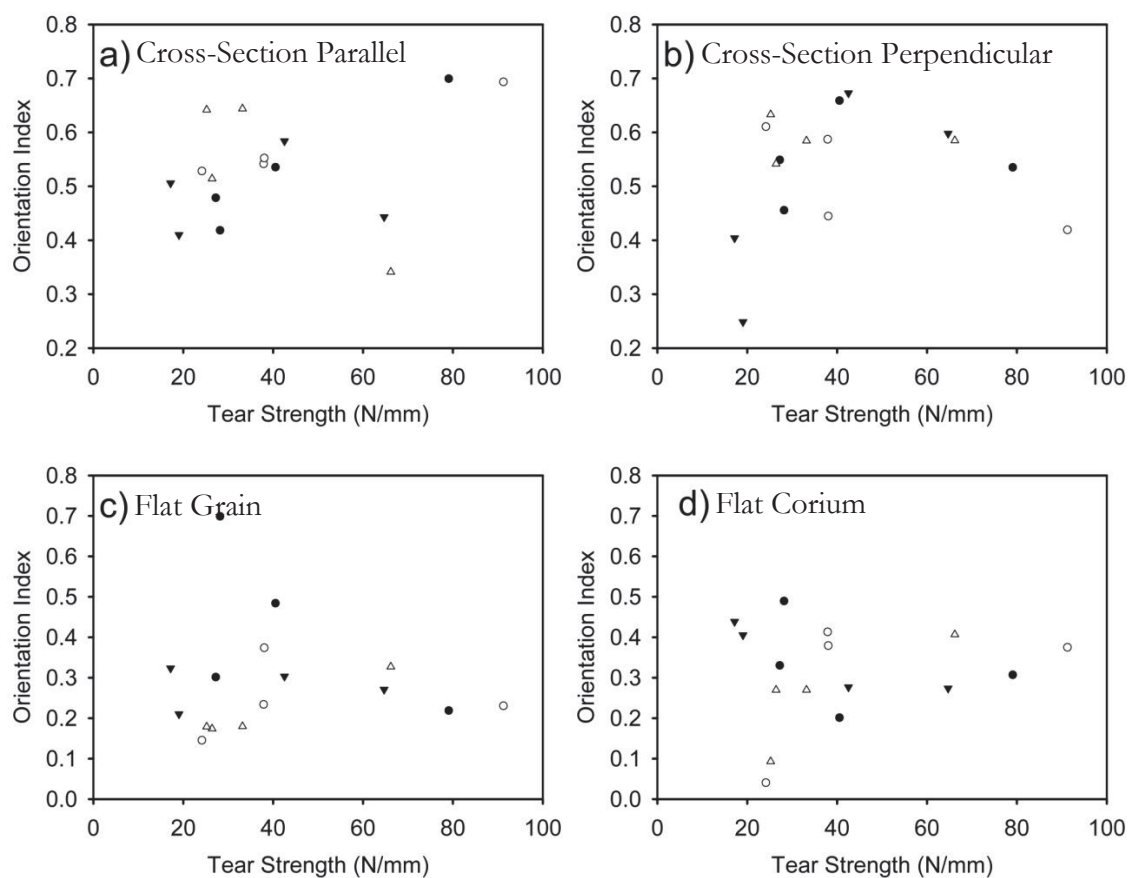 a) Cross-Section Parallel
0.8
0.7
0.6
0.5
0.4
0.3
0.2
Orientation Index
0 20 40 60 80 100
Tear Strength (N/mm)
b) Cross-Section Perpendicular
0.8
0.7
0.6
0.5
0.4
0.3
0.2
Orientation Index
0 20 40 60 80 100
Tear Strength (N/mm)
c) Flat Grain
0.8
0.7
0.6
0.5
0.4
0.3
0.2
0.1
0.0
Orientation Index
0 20 40 60 80 100
Tear Strength (N/mm)
d) Flat Corium
0.8
0.7
0.6
0.5
0.4
0.3
0.2
0.1
0.0
Orientation Index
0 20 40 60 80 100
Tear Strength (N/mm)